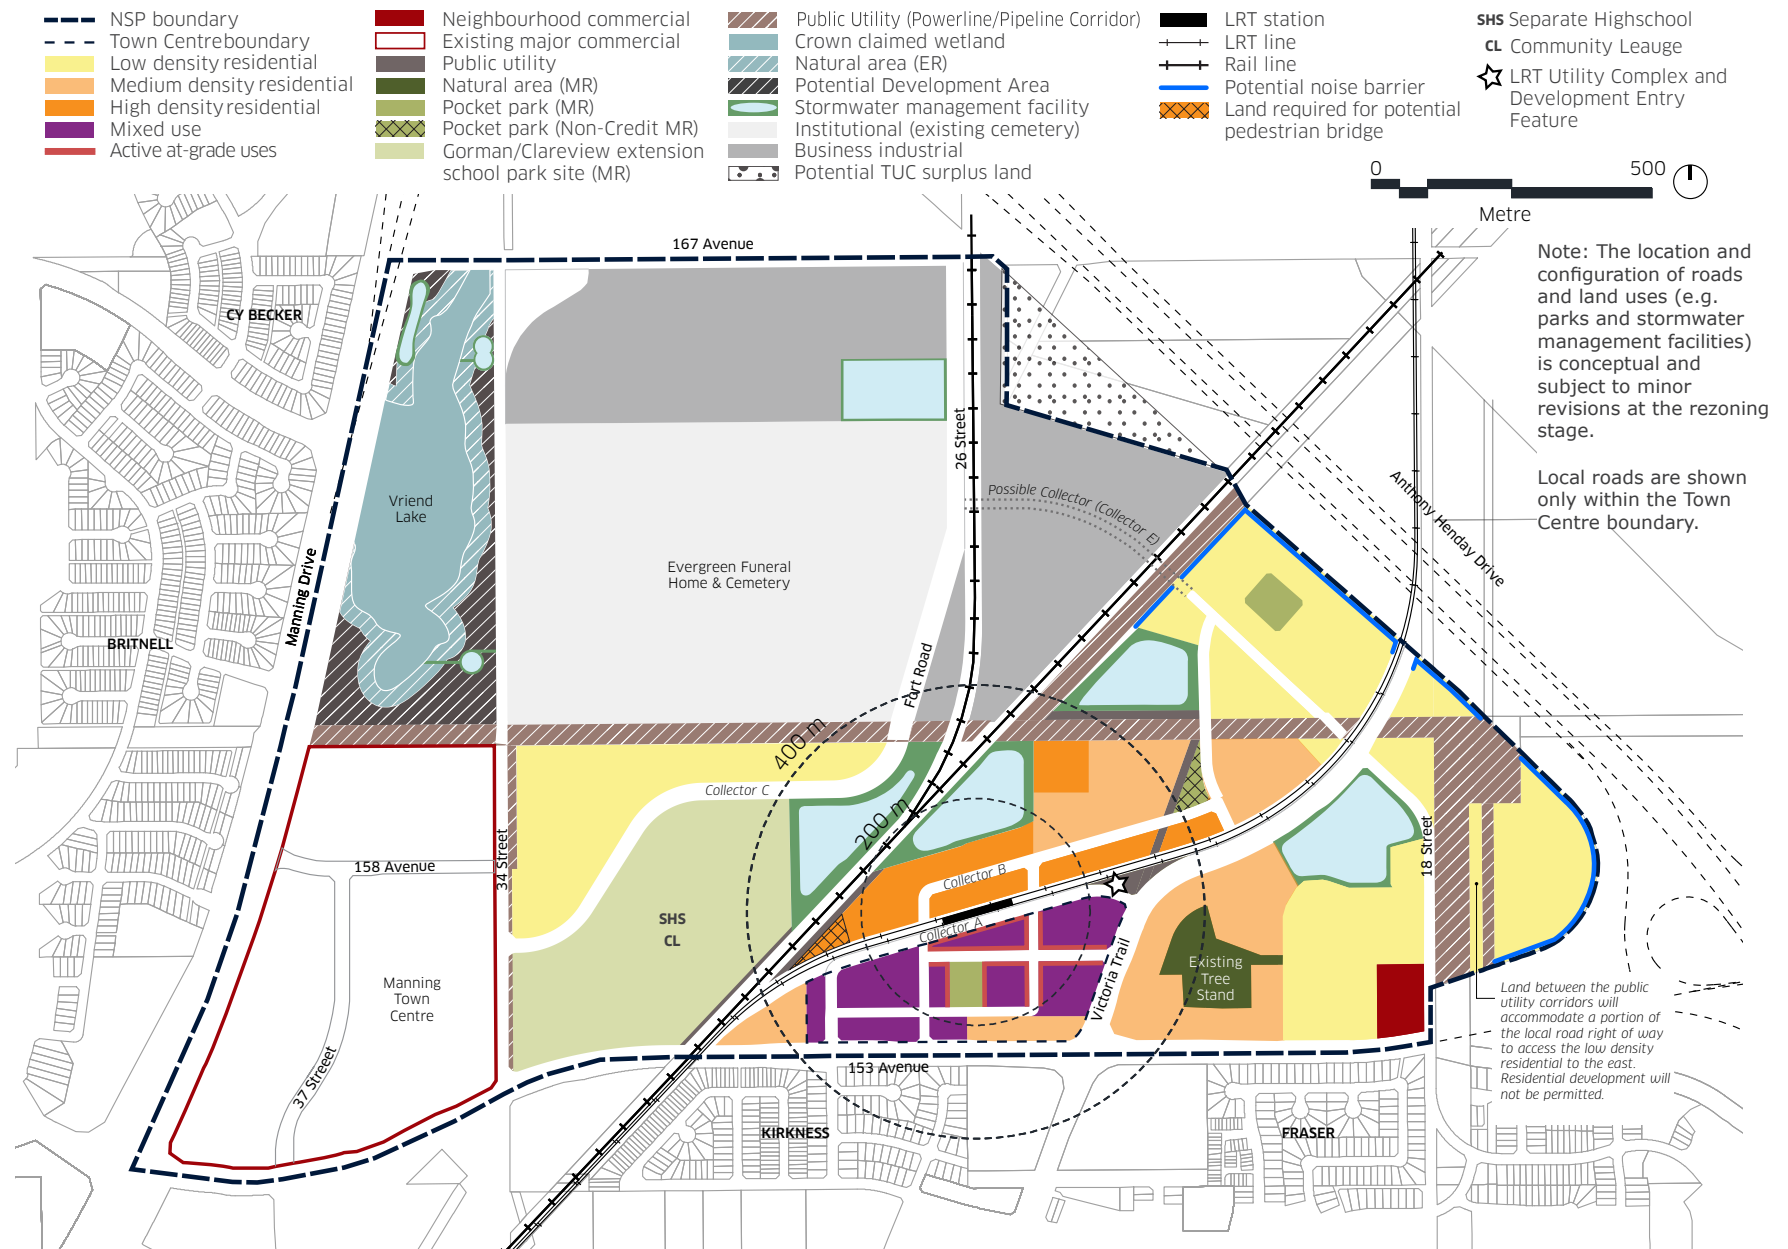 NSP boundary
Town Centreboundary
Low density residential
Medium density residential
High density residential
Mixed use
Active at-grade uses
Neighbourhood commercial
Existing major commercial
Public utility
Natural area (MR)
Pocket park (MR)
Pocket park (Non-Credit MR)
Gorman/Clareview extension
school park site (MR)
Public Utility (Powerline/Pipeline Corridor)
Crown claimed wetland
Natural area (ER)
Potential Development Area
Stormwater management facility
Institutional (existing cemetery)
Business industrial
Potential TUC surplus land
LRT station
LRT line
Rail line
Potential noise barrier
Land required for potential
pedestrian bridge
SHS Separate Highschool
CL Community Leauge
LRT Utility Complex and
Development Entry
Feature
0 500
Metre
Note: The location and
configuration of roads
and land uses (e.g.
parks and stormwater
management facilities)
is conceptual and
subject to minor
revisions at the rezoning
stage.
Local roads are shown
only within the Town
Centre boundary.
167 Avenue
CY BECKER
26 Street
Vriend
Lake
Possible Collector (Collector E)
Anthony Henday Drive
Evergreen Funeral
Home & Cemetery
Manning Drive
BRITNELL
Fort Road
400 m
Collector C
200 m
34 Street
158 Avenue
18 Street
Collector B
SHS
CL
Collector A
Victoria Trail
Existing
Tree
Stand
Manning
Town
Centre
Land between the public
utility corridors will
accommodate a portion of
the local road right of way
to access the low density
residential to the east.
Residential development will
not be permitted.
37 Street
153 Avenue
KIRKNESS
FRASER